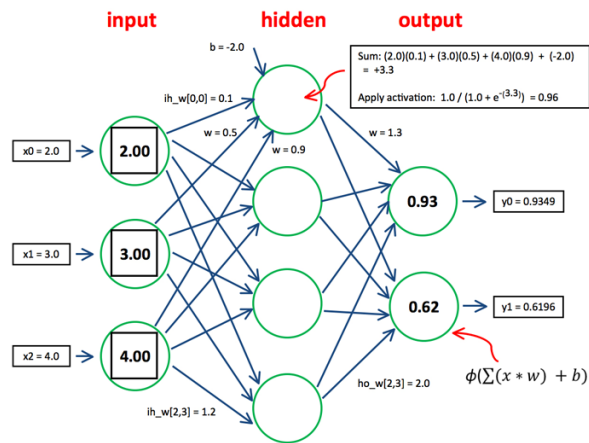 input hidden output
b = -2.0
Sum: (2.0)(0.1) + (3.0)(0.5) + (4.0)(0.9) + (-2.0)
= +3.3
Apply activation: 1.0 / (1.0 + e^-(3.3)) = 0.96
ih_w[0,0] = 0.1
w = 0.5
w = 0.9
w = 1.3
x0 = 2.0
2.00
x1 = 3.0
3.00
x2 = 4.0
4.00
0.93
y0 = 0.9349
0.62
y1 = 0.6196
ih_w[2,3] = 1.2
ho_w[2,3] = 2.0
ϕ(∑(x * w) + b)